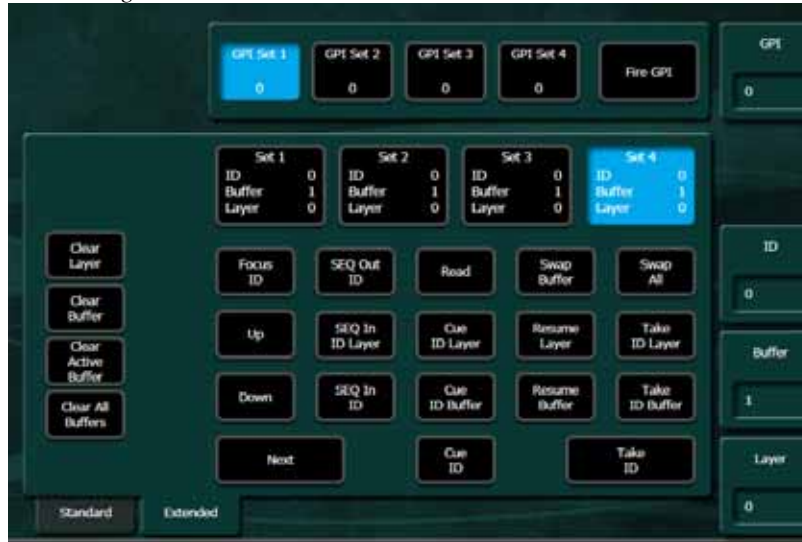 GPI Set 1 GPI Set 2 GPI Set 3 GPI Set 4
0 0 0 0
Fire GPI
GPI
0
Set 1
ID 0
Buffer 1
Layer 0
Set 2
ID 0
Buffer 1
Layer 0
Set 3
ID 0
Buffer 1
Layer 0
Set 4
ID 0
Buffer 1
Layer 0
Clear
Layer
Clear
Buffer
Clear
Active
Buffer
Clear All
Buffers
Focus
ID
SEQ Out
ID
Read
Swap
Buffer
Swap
All
Up
SEQ In
ID Layer
Cue
ID Layer
Resume
Layer
Take
ID Layer
Down
SEQ In
ID
Cue
ID Buffer
Resume
Buffer
Take
ID Buffer
Next
Cue
ID
Take
ID
ID
0
Buffer
1
Layer
0
Standard
Extended